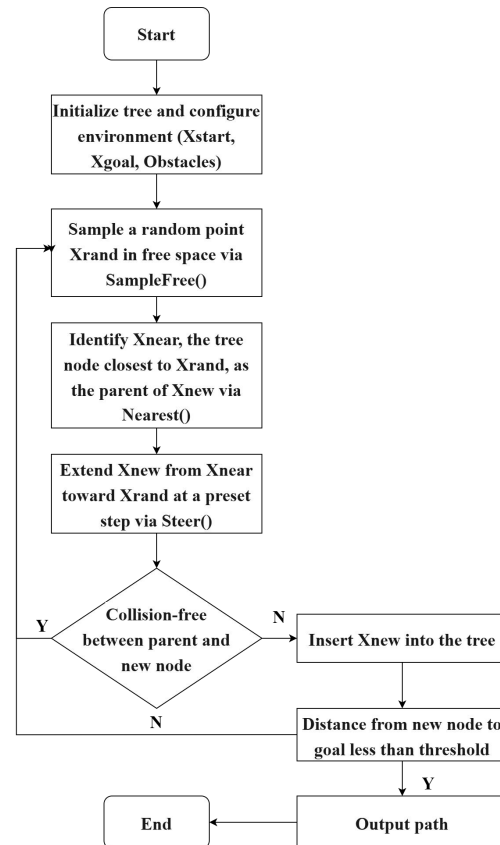 Start
Initialize tree and configure
environment (Xstart,
Xgoal, Obstacles)
Sample a random point
Xrand in free space via
SampleFree()
Identify Xnear, the tree
node closest to Xrand, as
the parent of Xnew via
Nearest()
Extend Xnew from Xnear
toward Xrand at a preset
step via Steer()
Collision-free
between parent and
new node
Y
N
Insert Xnew into the tree
N
Distance from new node to
goal less than threshold
Y
Output path
End